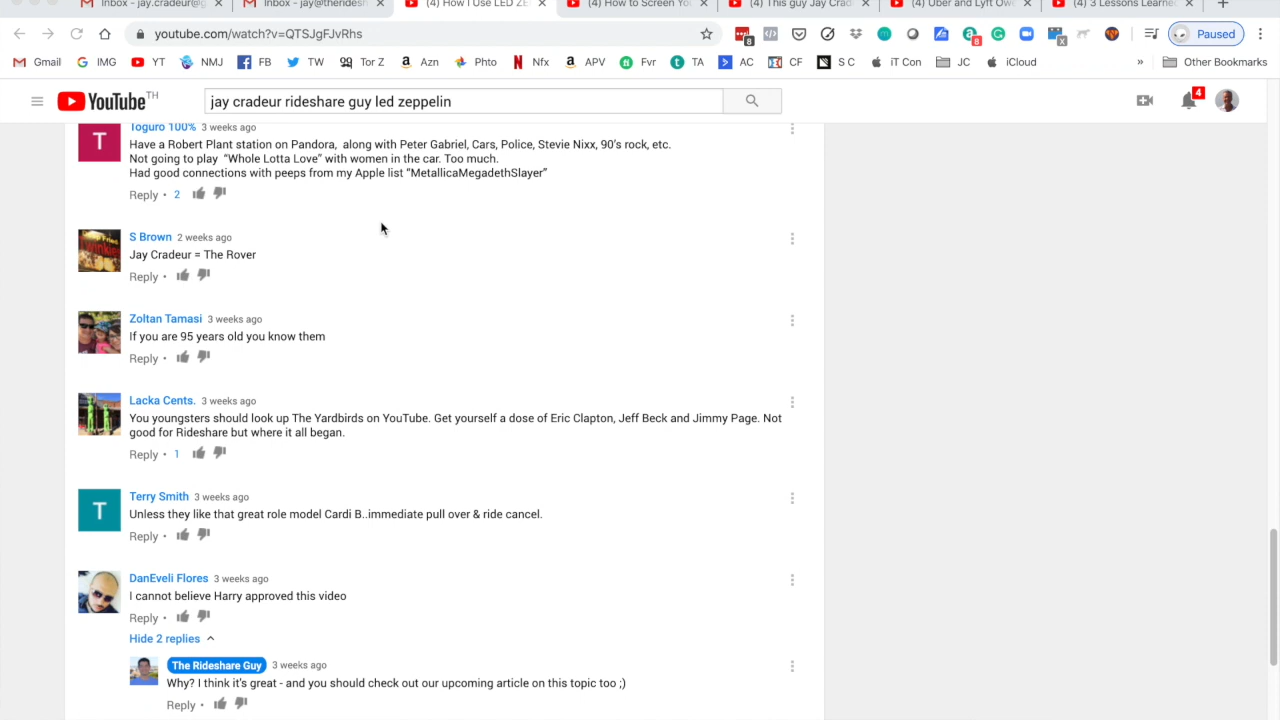 Inbox - jay.cradeur@g
Inbox - jay@theridesh
(4) How I Use LED ZE
(4) How to Screen Yo
(4) This guy Jay Crad
(4) Uber and Lyft Ow
(4) 3 Lessons Learne
youtube.com/watch?v=QTSJgFJvRhs
8
8
X
Paused
Gmail IMG YT NMJ FB TW Tor Z Azn Phto Nfx APV Fvr TA AC CF S C iT Con JC iCloud » Other Bookmarks
YouTube TH
jay cradeur rideshare guy led zeppelin
4
T
Toguro 100% 3 weeks ago
Have a Robert Plant station on Pandora, along with Peter Gabriel, Cars, Police, Stevie Nixx, 90's rock, etc.
Not going to play “Whole Lotta Love” with women in the car. Too much.
Had good connections with peeps from my Apple list “MetallicaMegadethSlayer”
Reply • 2
S Brown 2 weeks ago
Jay Cradeur = The Rover
Reply •
Zoltan Tamasi 3 weeks ago
If you are 95 years old you know them
Reply •
Lacka Cents. 3 weeks ago
You youngsters should look up The Yardbirds on YouTube. Get yourself a dose of Eric Clapton, Jeff Beck and Jimmy Page. Not
good for Rideshare but where it all began.
Reply • 1
T
Terry Smith 3 weeks ago
Unless they like that great role model Cardi B..immediate pull over & ride cancel.
Reply •
DanEveli Flores 3 weeks ago
I cannot believe Harry approved this video
Reply •
Hide 2 replies
The Rideshare Guy 3 weeks ago
Why? I think it's great - and you should check out our upcoming article on this topic too ;)
Reply •